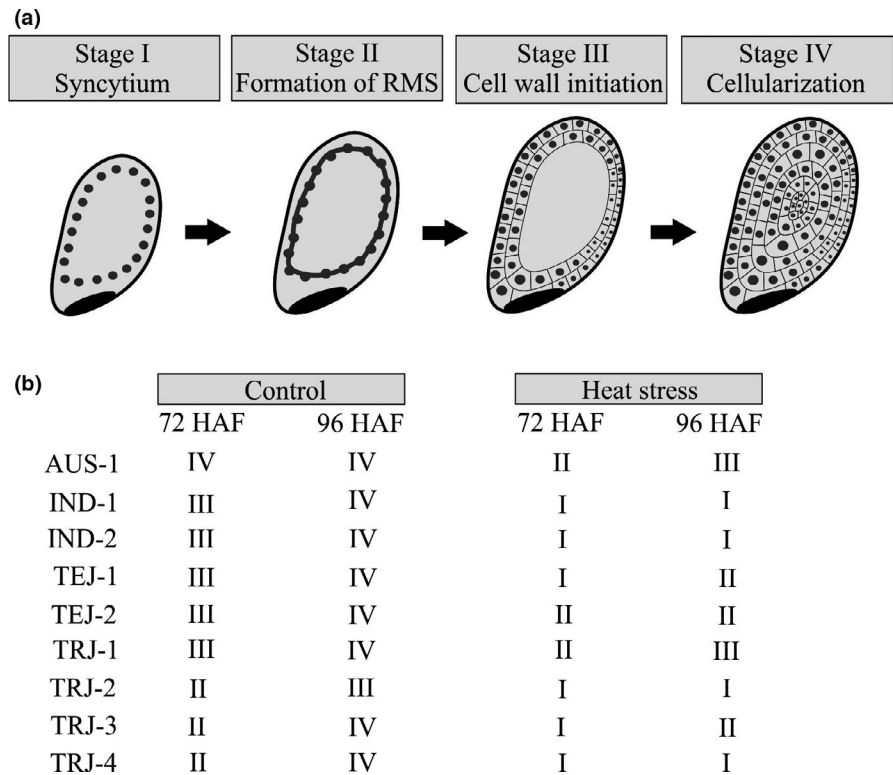 (a)
Stage I
Syncytium
Stage II
Formation of RMS
Stage III
Cell wall initiation
Stage IV
Cellularization
(b)
Control Heat stress
72 HAF 96 HAF 72 HAF 96 HAF
AUS-1 IV IV II III
IND-1 III IV I I
IND-2 III IV I I
TEJ-1 III IV I II
TEJ-2 III IV II II
TRJ-1 III IV II III
TRJ-2 II III I I
TRJ-3 II IV I II
TRJ-4 II IV I I